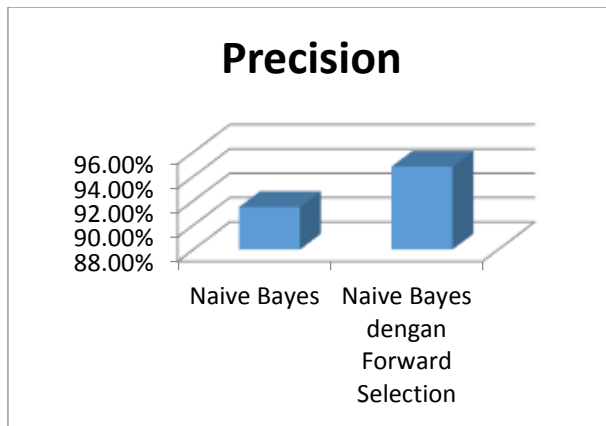 Precision
96.00%
94.00%
92.00%
90.00%
88.00%
Naive Bayes
Naive Bayes
dengan
Forward
Selection